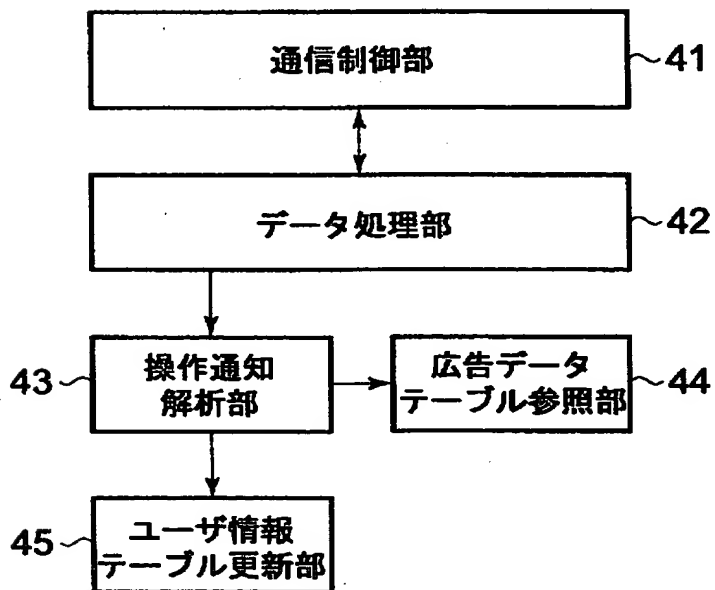 通信制御部
41
データ処理部
42
43
操作通知
解析部
広告データ
テーブル参照部
44
45
ユーザ情報
テーブル更新部